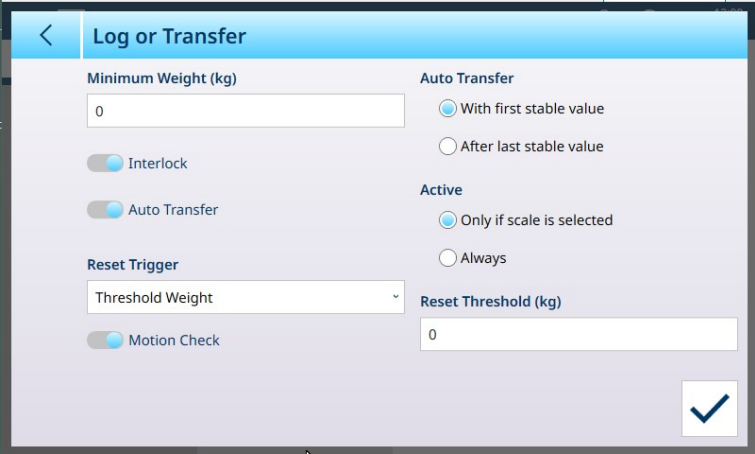 Log or Transfer
Minimum Weight (kg)
0
Interlock
Auto Transfer
Reset Trigger
Threshold Weight
Motion Check
Auto Transfer
With first stable value
After last stable value
Active
Only if scale is selected
Always
Reset Threshold (kg)
0